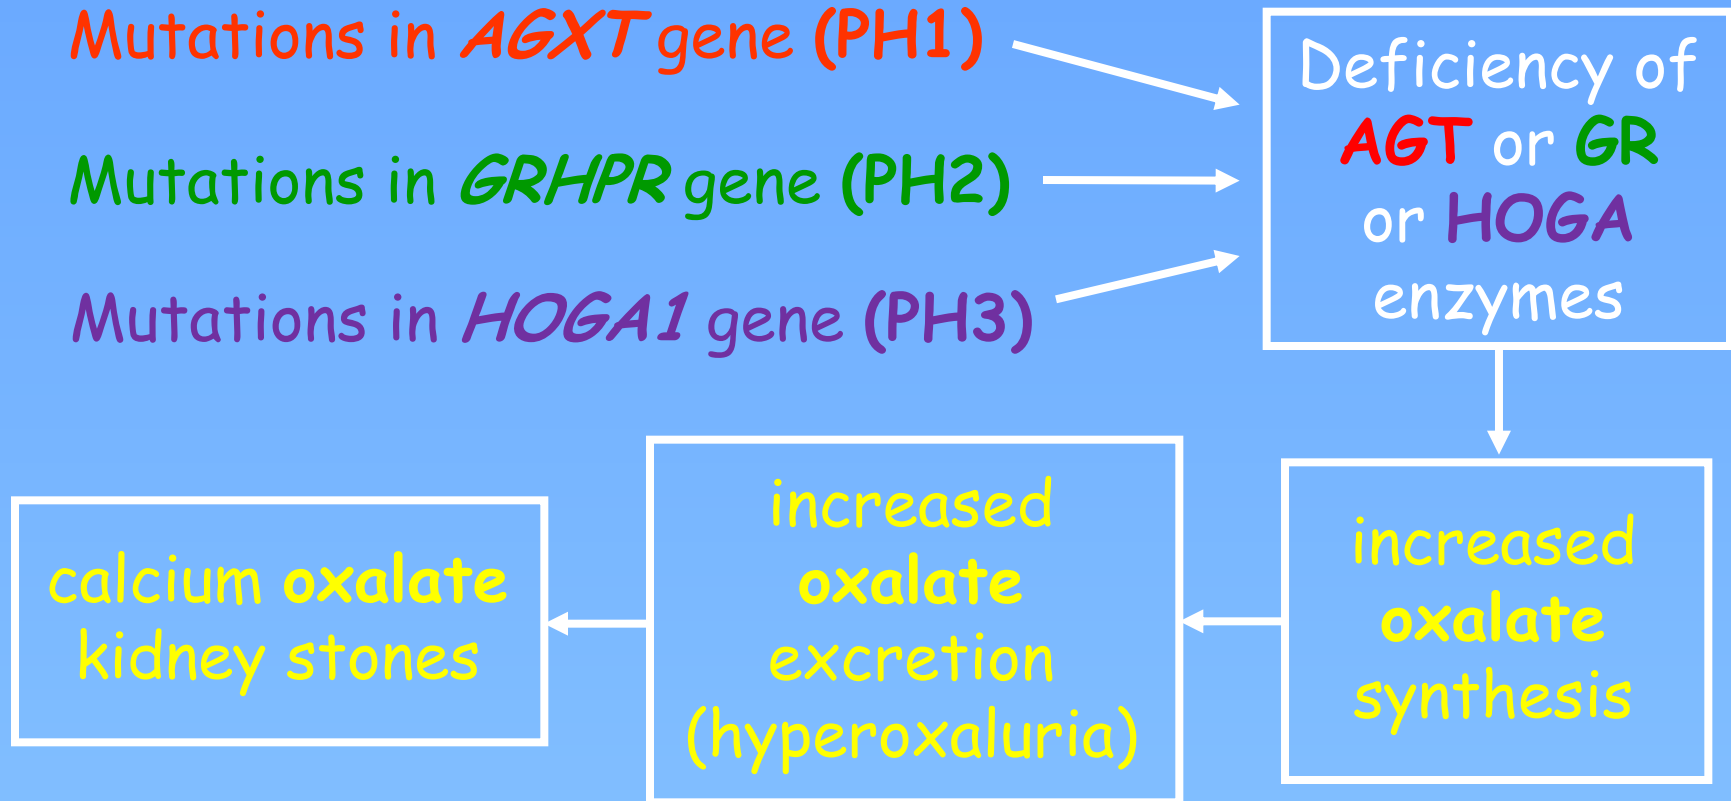 Mutations in AGXT gene (PH1)
Mutations in GRHPR gene (PH2)
Mutations in HOGA1 gene (PH3)
Deficiency of
AGT or GR
or HOGA
enzymes
increased
oxalate
synthesis
increased
oxalate
excretion
(hyperoxaluria)
calcium oxalate
kidney stones